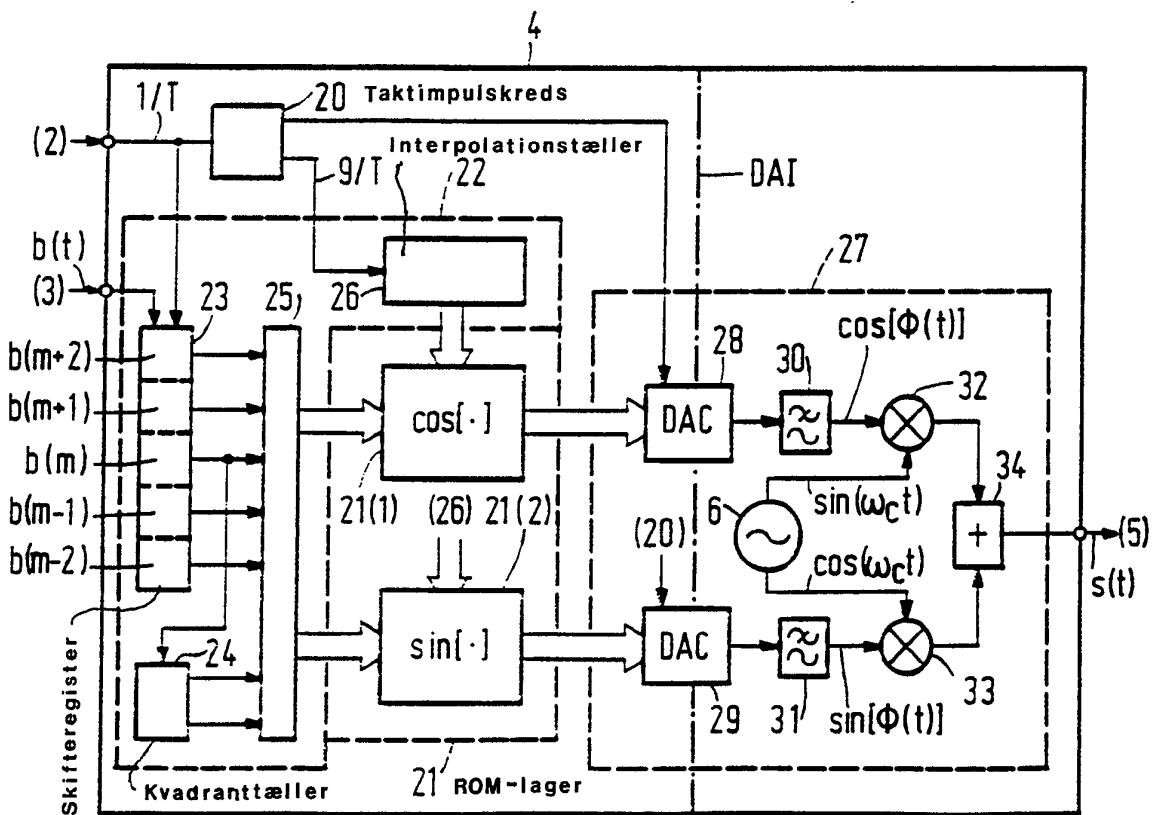 4
1/T
20 Taktimpulskreds
(2)
Interpolationstæller
9/T
22
DAI
b(t)
(3)
23
25
26
27
cos[Φ(t)]
b(m+2)
28
30
32
b(m+1)
cos[·]
DAC
b(m)
34
21(1)
(26)
21(2)
sin(ωct)
b(m-1)
6
+
(5)
(20)
b(m-2)
cos(ωct)
s(t)
24
sin[·]
DAC
33
29
31
sin[Φ(t)]
Skifteregister
Kvadranttæller
21 ROM-lager